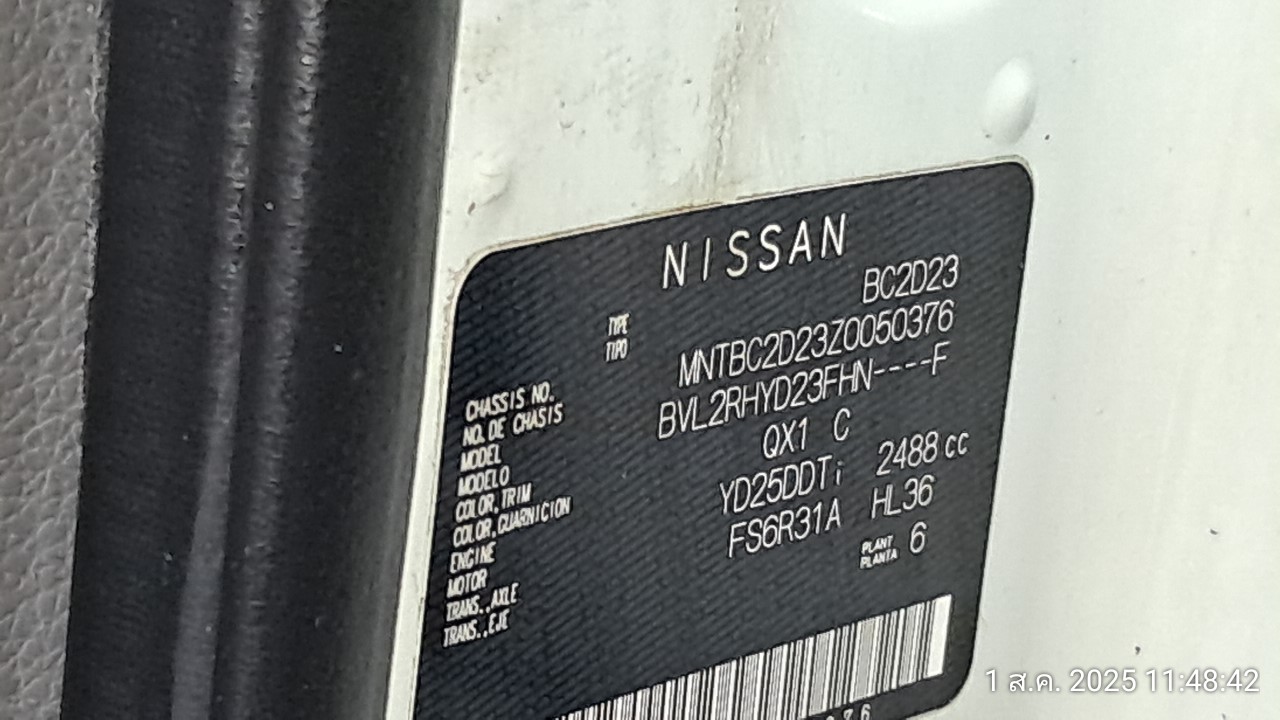 NISSAN
TYPE
TIPO
BC2D23
CHASSIS NO.
NO. DE CHASIS
MNTBC2D23Z0050376
MODEL
MODELO
BVL2RHYD23FHN----F
COLOR, TRIM
COLOR, GUARNICION
QX1 C
ENGINE
MOTOR
YD25DDTi 2488 cc
TRANS., AXLE
TRANS., EJE
FS6R31A HL36
PLANT
PLANTA 6
1 ส.ค. 2025 11:48:42